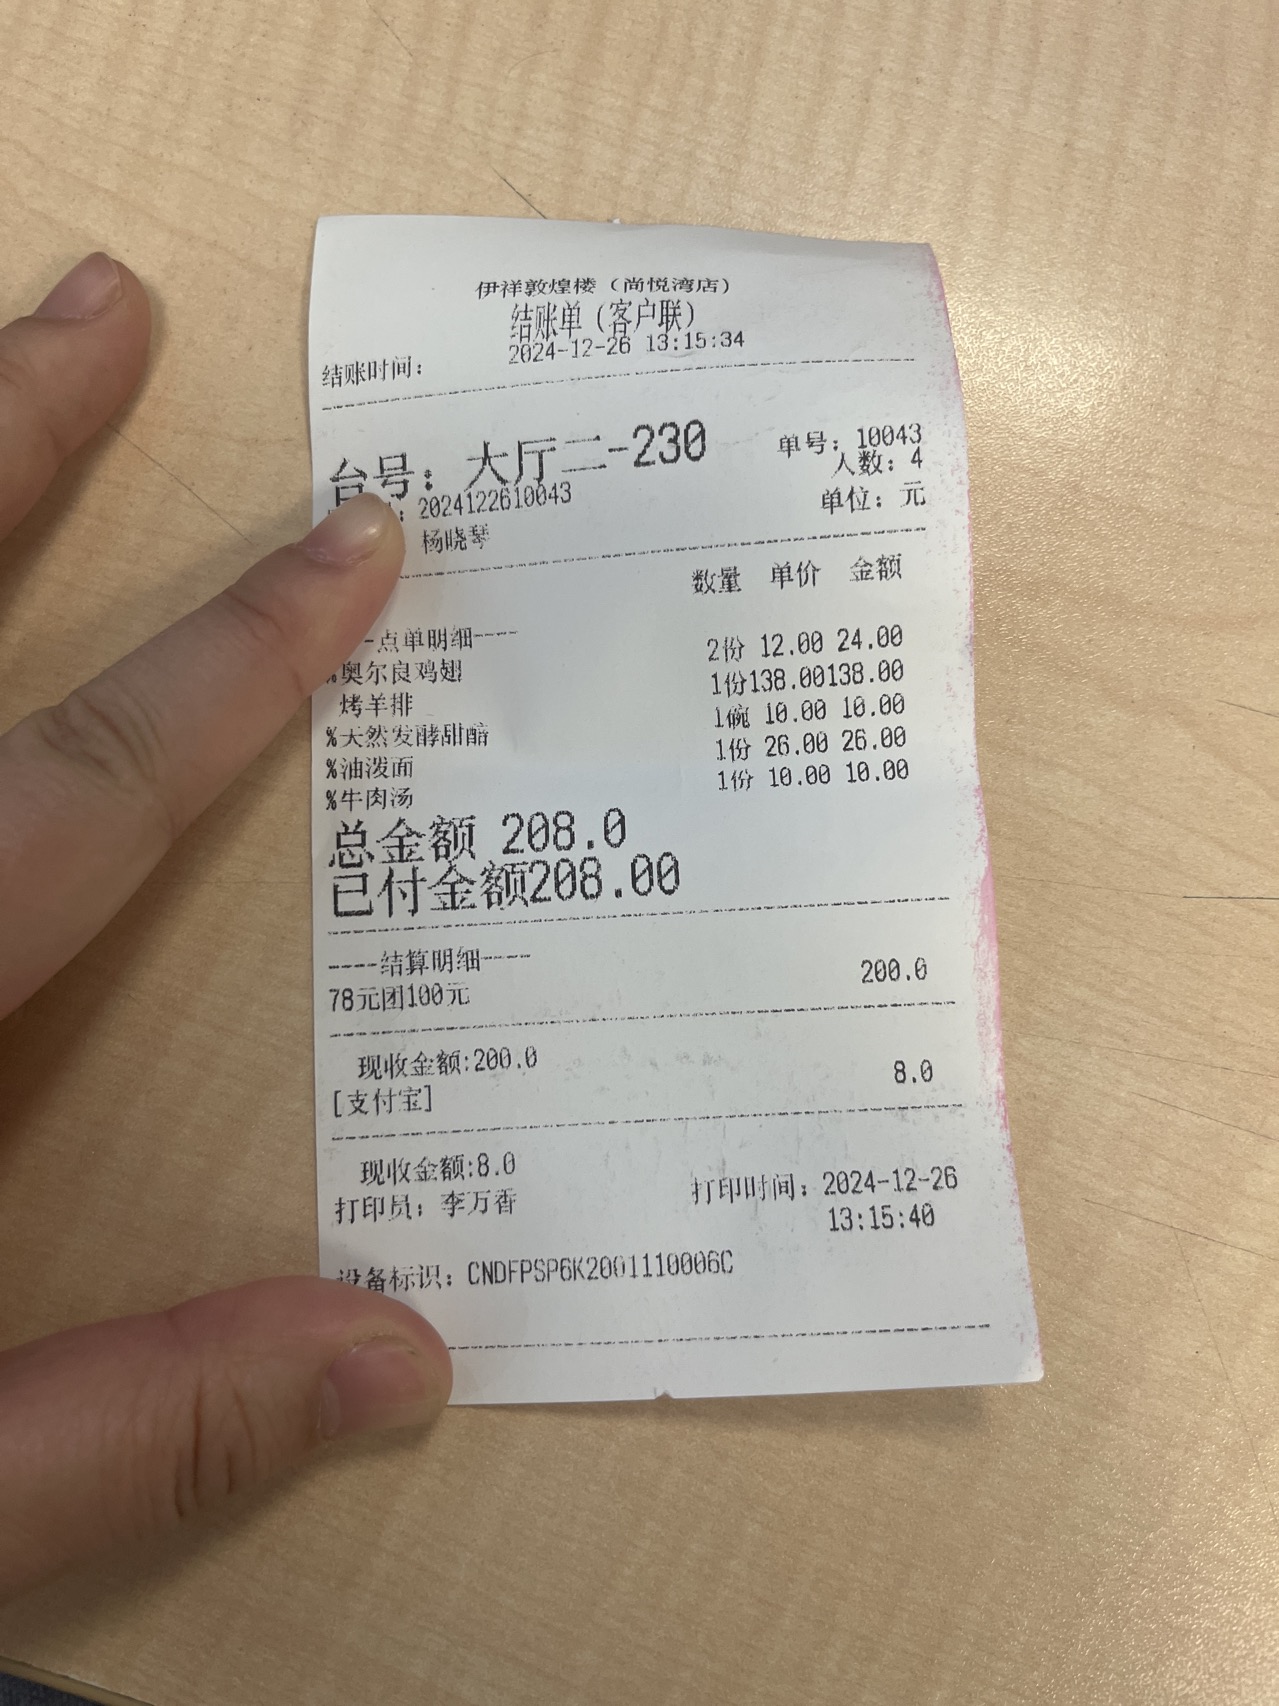 伊祥敦煌楼（尚悦湾店）
结账单（客户联）
结账时间： 2024-12-26 13:15:34
台号：大厅二-230 单号：10043
人数：4
：2024122610043 单位：元
杨晓琴
数量 单价 金额
-点单明细----
%奥尔良鸡翅 2份 12.00 24.00
烤羊排 1份138.00138.00
%天然发酵甜醅 1碗 10.00 10.00
%油泼面 1份 26.00 26.00
%牛肉汤 1份 10.00 10.00
总金额 208.0
已付金额208.00
----结算明细----
78元团100元 200.0
现收金额:200.0
[支付宝] 8.0
现收金额:8.0
打印员：李万香 打印时间：2024-12-26
13:15:40
设备标识：CNDFPSP6K2001110006C